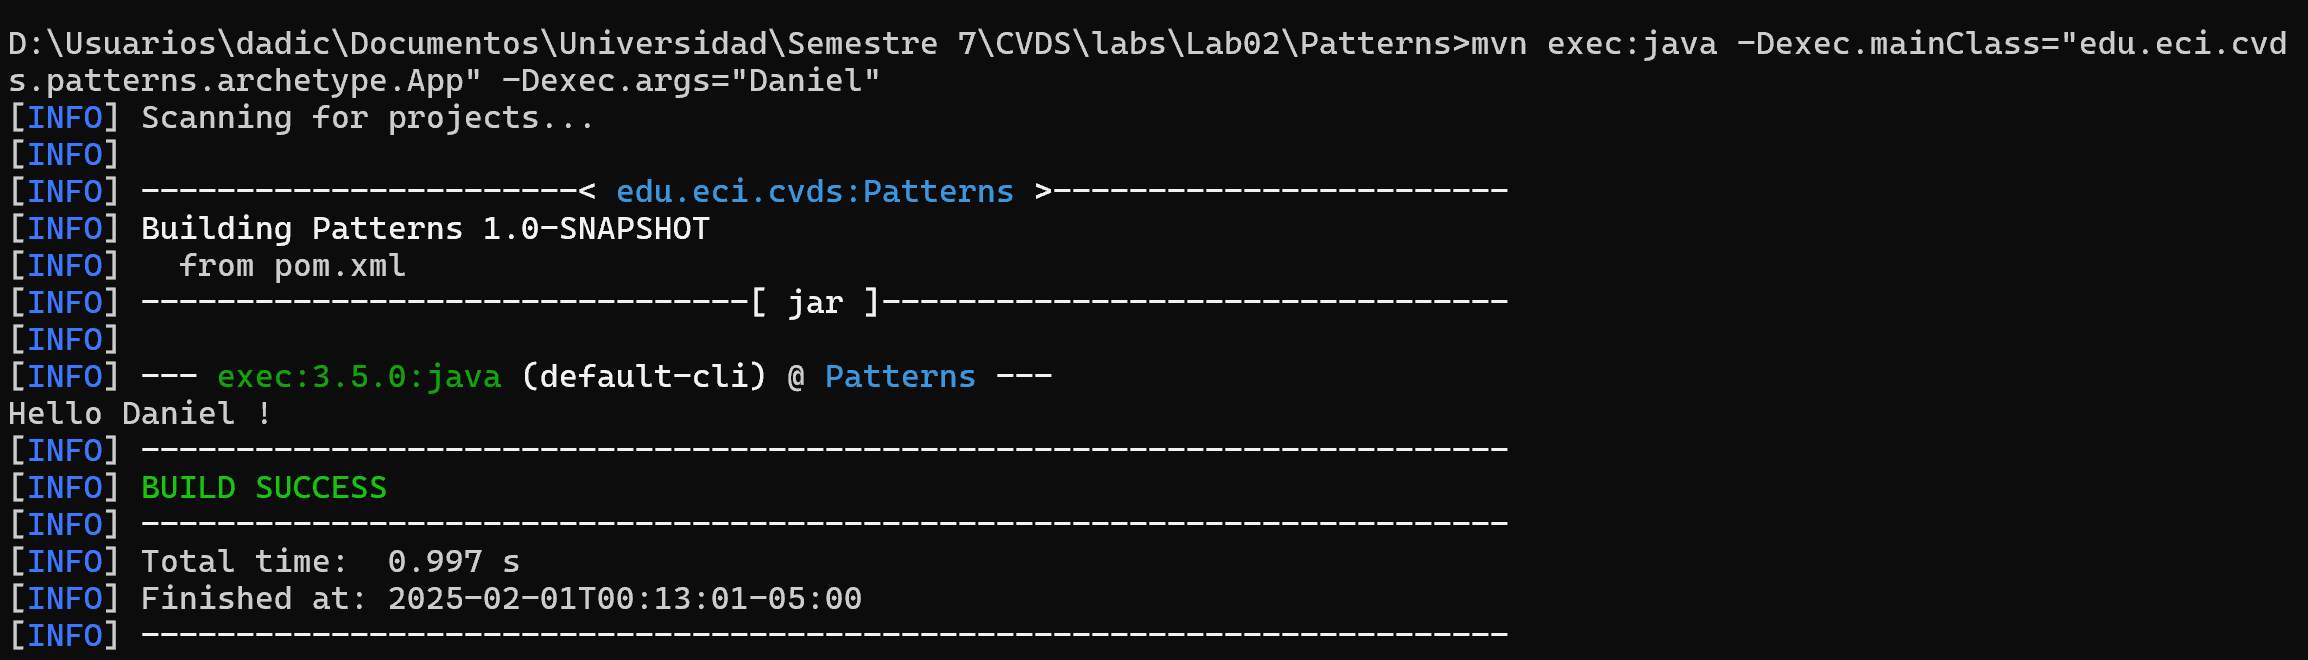 D:\Usuarios\dadic\Documentos\Universidad\Semestre 7\CVDS\labs\Lab02\Patterns>mvn exec:java -Dexec.mainClass="edu.eci.cvd
s.patterns.archetype.App" -Dexec.args="Daniel"
[INFO] Scanning for projects...
[INFO]
[INFO] -----------------------< edu.eci.cvds:Patterns >------------------------
[INFO] Building Patterns 1.0-SNAPSHOT
[INFO]   from pom.xml
[INFO] --------------------------------[ jar ]---------------------------------
[INFO]
[INFO] --- exec:3.5.0:java (default-cli) @ Patterns ---
Hello Daniel !
[INFO] ------------------------------------------------------------------------
[INFO] BUILD SUCCESS
[INFO] ------------------------------------------------------------------------
[INFO] Total time:  0.997 s
[INFO] Finished at: 2025-02-01T00:13:01-05:00
[INFO] ------------------------------------------------------------------------